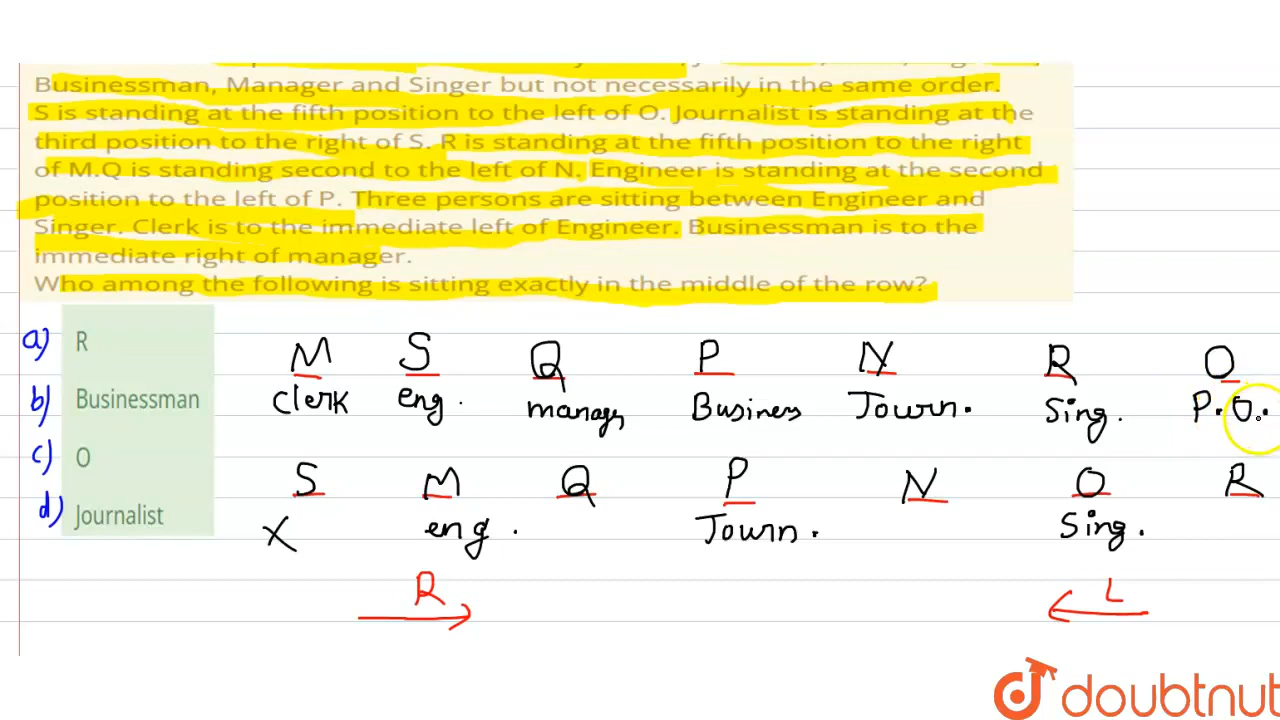 Businessman, Manager and Singer but not necessarily in the same order.
S is standing at the fifth position to the left of O. Journalist is standing at the
third position to the right of S. R is standing at the fifth position to the right
of M.Q is standing second to the left of N. Engineer is standing at the second
position to the left of P. Three persons are sitting between Engineer and
Singer. Clerk is to the immediate left of Engineer. Businessman is to the
immediate right of manager.
Who among the following is sitting exactly in the middle of the row?
a) R
b) Businessman
c) O
d) Journalist
M S Q P N R O
Clerk eng. manager Business Journ. Sing. P.O.
S M Q P N O R
X eng. Journ. Sing.
R L
doubtnut